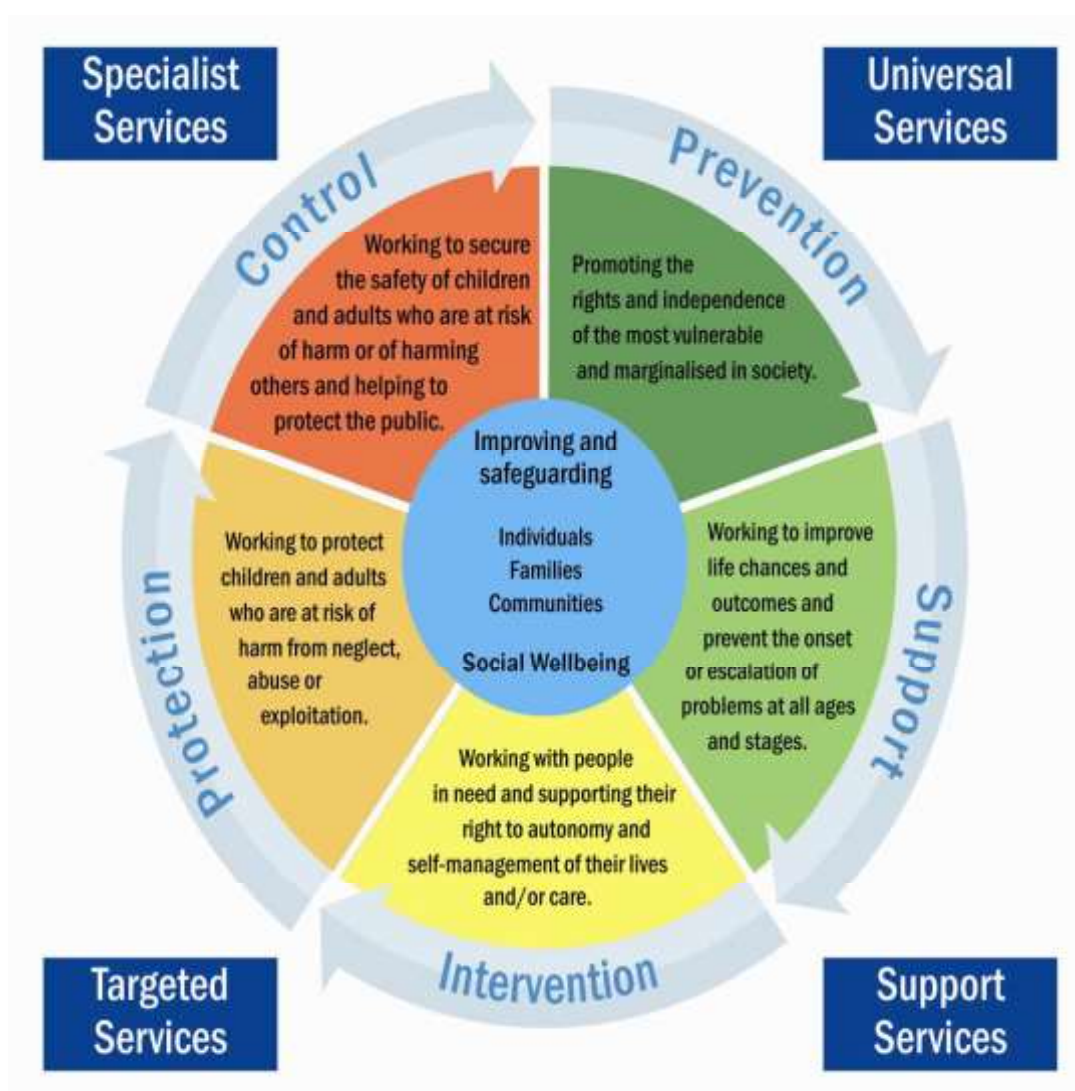 Specialist
Services
Universal
Services
Control
Prevention
Working to secure
the safety of children
and adults who are at risk
of harm or of harming
others and helping to
protect the public.
Promoting the
rights and independence
of the most vulnerable
and marginalised in society.
Improving and
safeguarding
Individuals
Families
Communities
Social Wellbeing
Working to protect
children and adults
who are at risk of
harm from neglect,
abuse or
exploitation.
Protection
Working to improve
life chances and
outcomes and
prevent the onset
or escalation of
problems at all ages
and stages.
Support
Working with people
in need and supporting their
right to autonomy and
self-management of their lives
and/or care.
Intervention
Targeted
Services
Support
Services